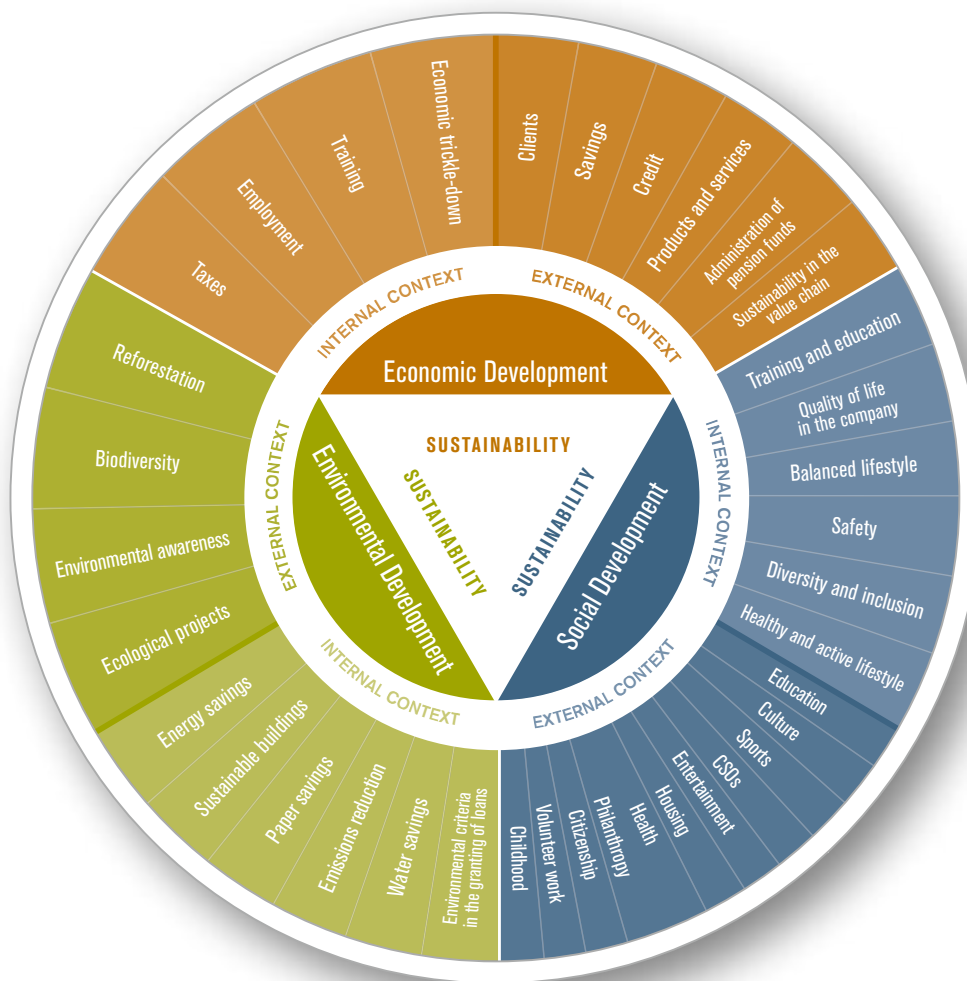 Economic trickle-down
Training
Employment
Taxes
INTERNAL CONTEXT
Clients
Savings
Credit
Products and services
Administration of
pension funds
Sustainability in the
value chain
EXTERNAL CONTEXT
Economic Development
SUSTAINABILITY
Training and education
Quality of life
in the company
Balanced lifestyle
Safety
Diversity and inclusion
Healthy and active lifestyle
INTERNAL CONTEXT
Education
Culture
Sports
CSOs
Entertainment
Housing
Health
Philanthropy
Citizenship
Volunteer work
Childhood
EXTERNAL CONTEXT
Social Development
SUSTAINABILITY
Reforestation
Biodiversity
Environmental awareness
Ecological projects
EXTERNAL CONTEXT
Energy savings
Sustainable buildings
Paper savings
Emissions reduction
Water savings
Environmental criteria
in the granting of loans
INTERNAL CONTEXT
Environmental Development
SUSTAINABILITY